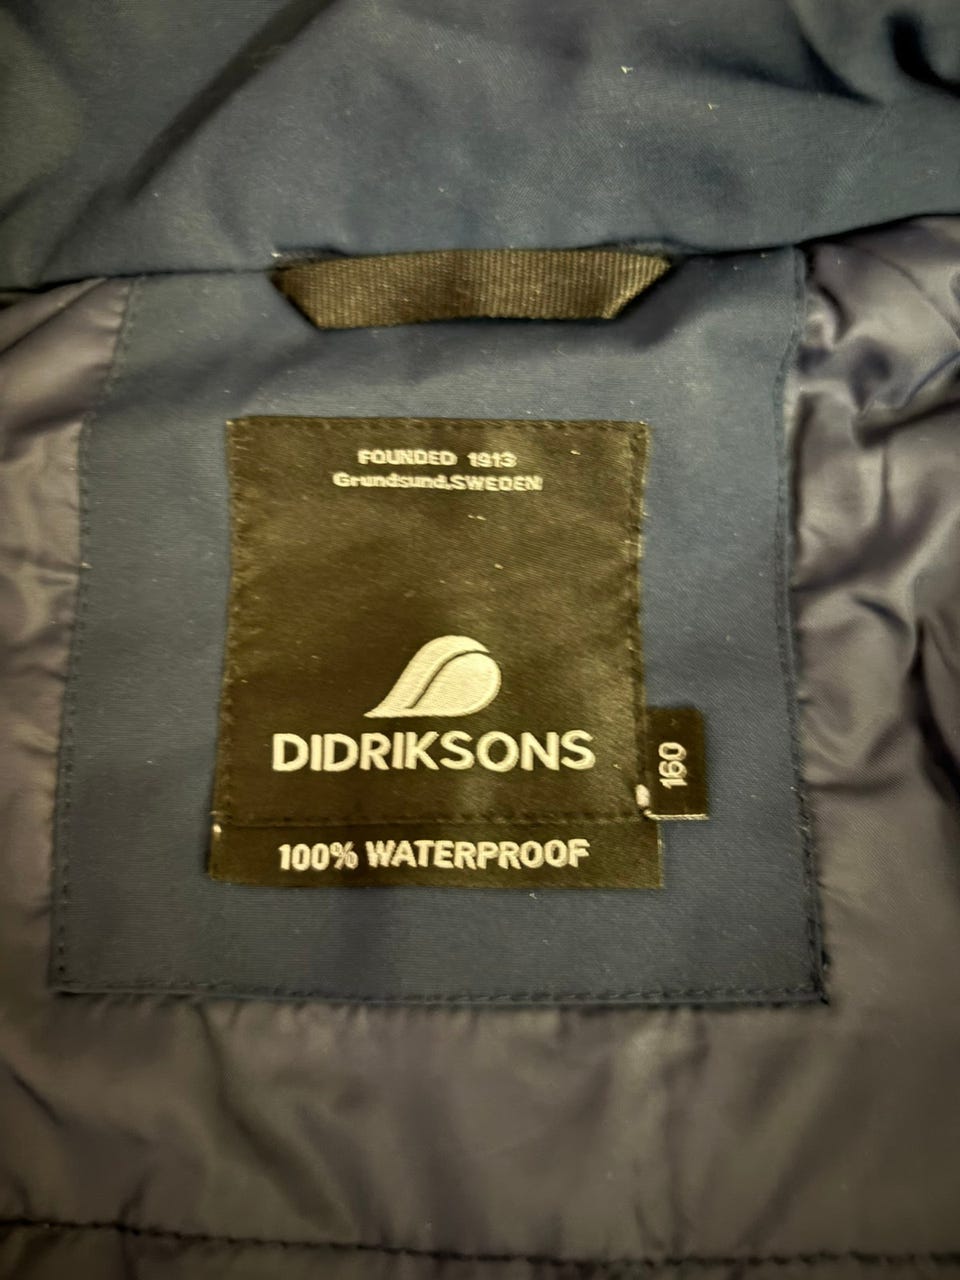 FOUNDED 1913
Grundsund,SWEDEN
DIDRIKSONS
160
100% WATERPROOF